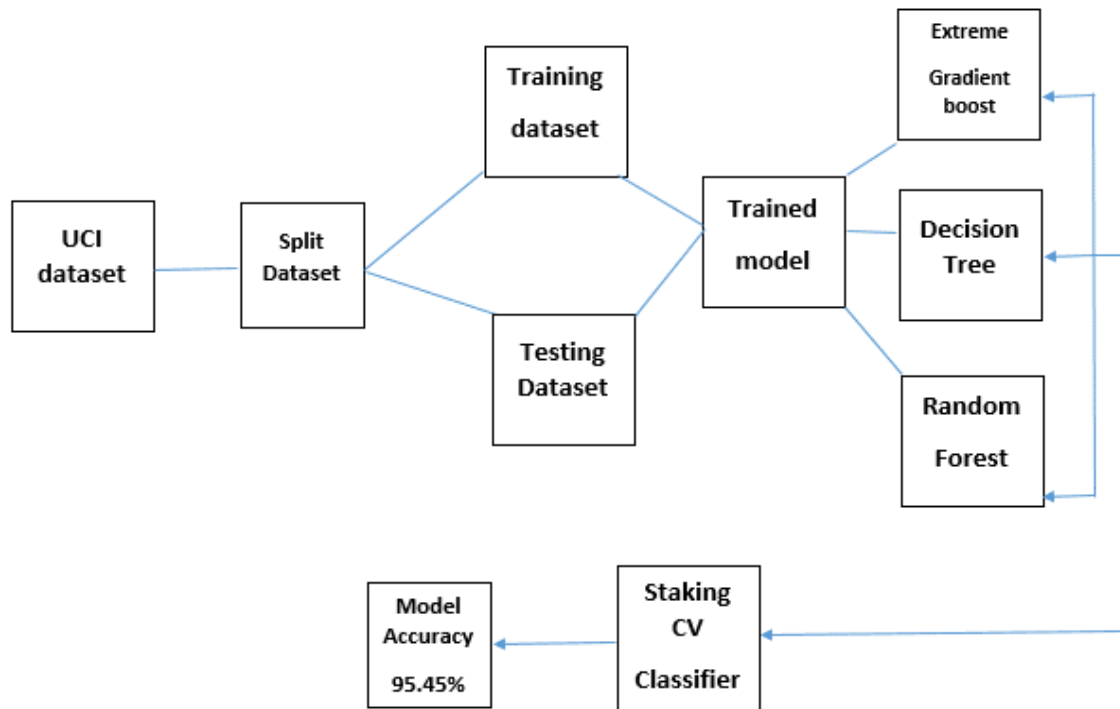 UCI
dataset
Split
Dataset
Training
dataset
Testing
Dataset
Trained
model
Extreme
Gradient
boost
Decision
Tree
Random
Forest
Staking
CV
Classifier
Model
Accuracy
95.45%